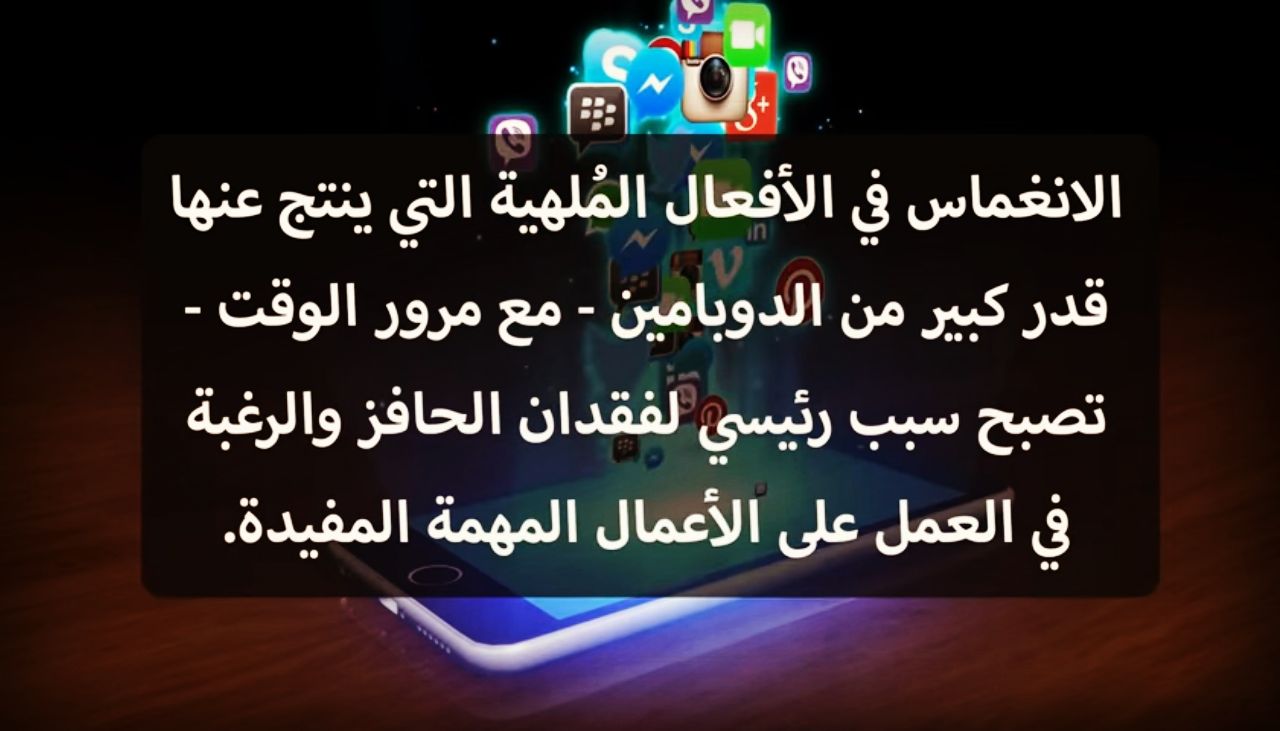 الانغماس في الأفعال المُلهية التي ينتج عنها
قدر كبير من الدوبامين - مع مرور الوقت -
تصبح سبب رئيسي لفقدان الحافز والرغبة
في العمل على الأعمال المهمة المفيدة.